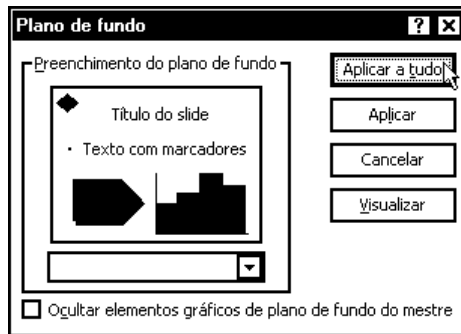 Plano de fundo
Preenchimento do plano de fundo
Título do slide
• Texto com marcadores
Aplicar a tudo
Aplicar
Cancelar
Visualizar
Ocultar elementos gráficos de plano de fundo do mestre